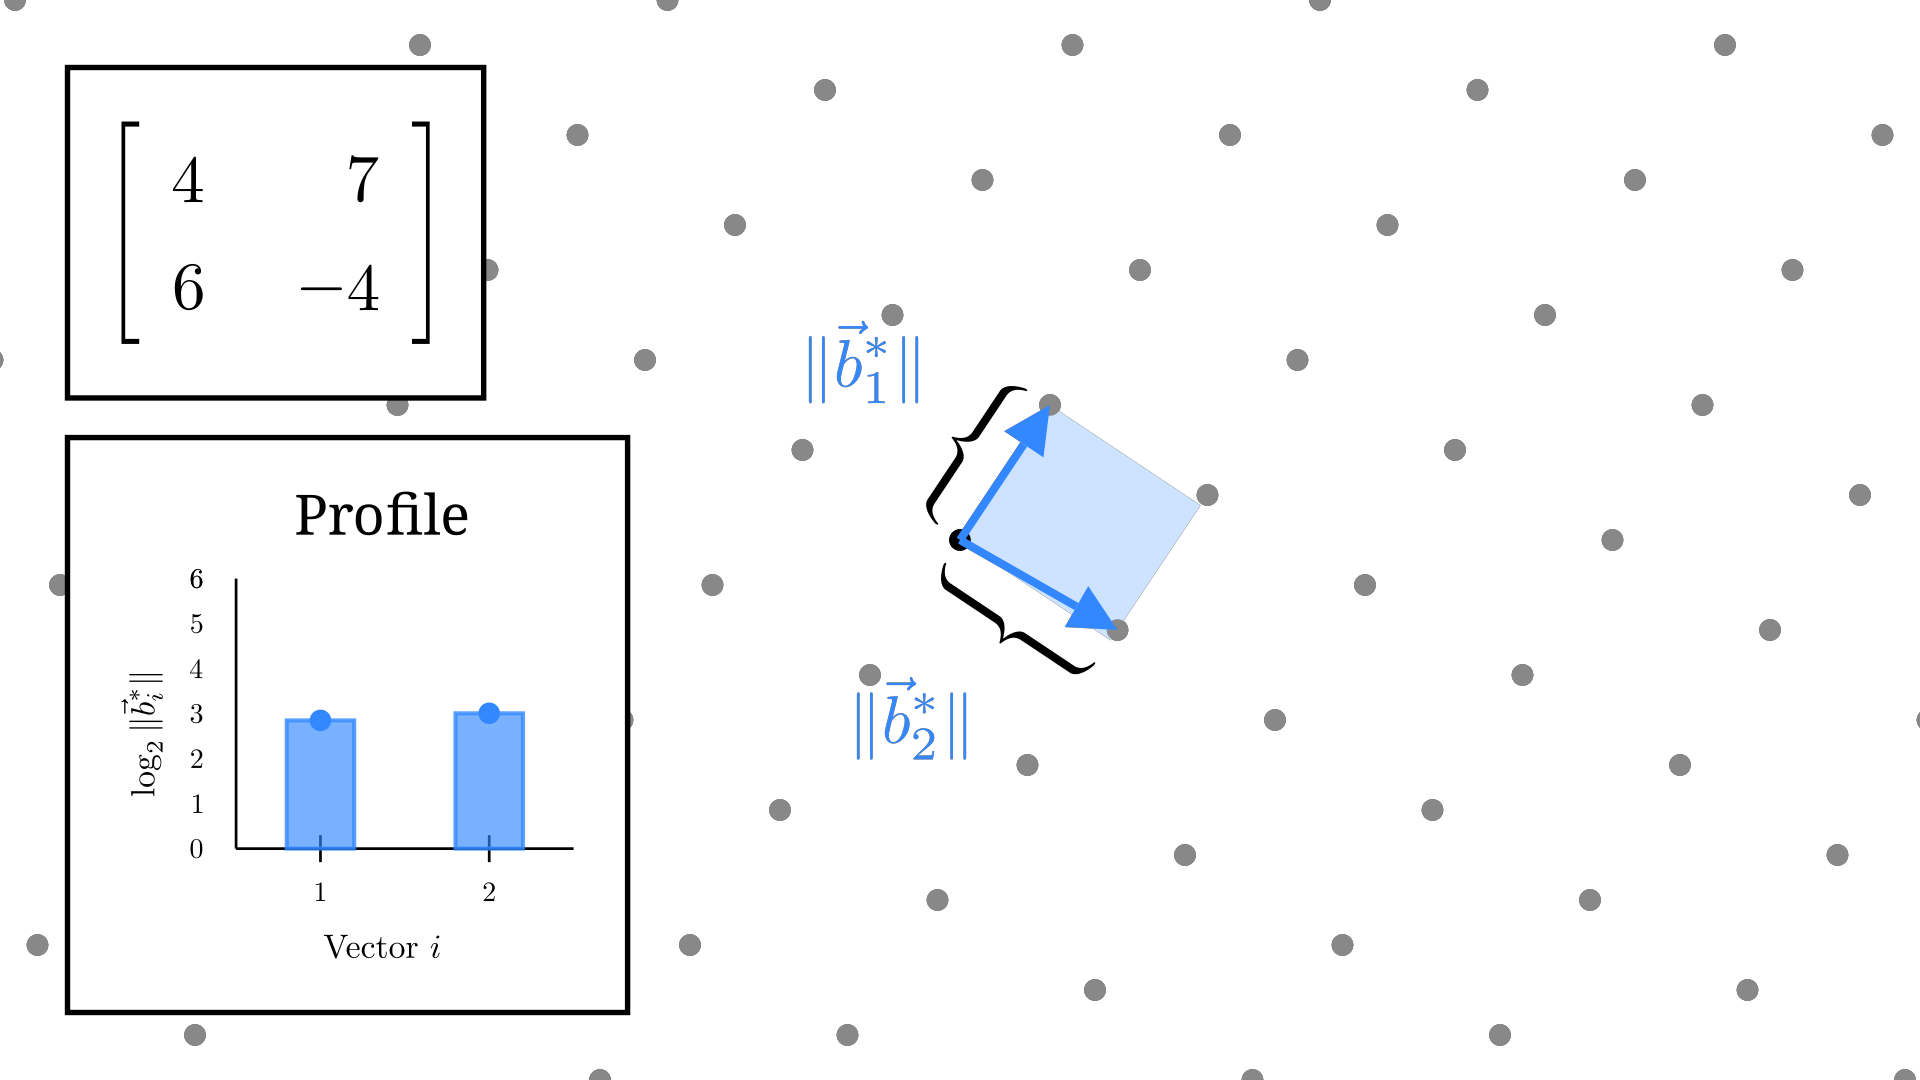 4 7
6 −4
Profile
6
5
4
3
2
1
0
log₂ ‖b⃗ᵢ*‖
1 2
Vector i
‖b⃗₁*‖
‖b⃗₂*‖